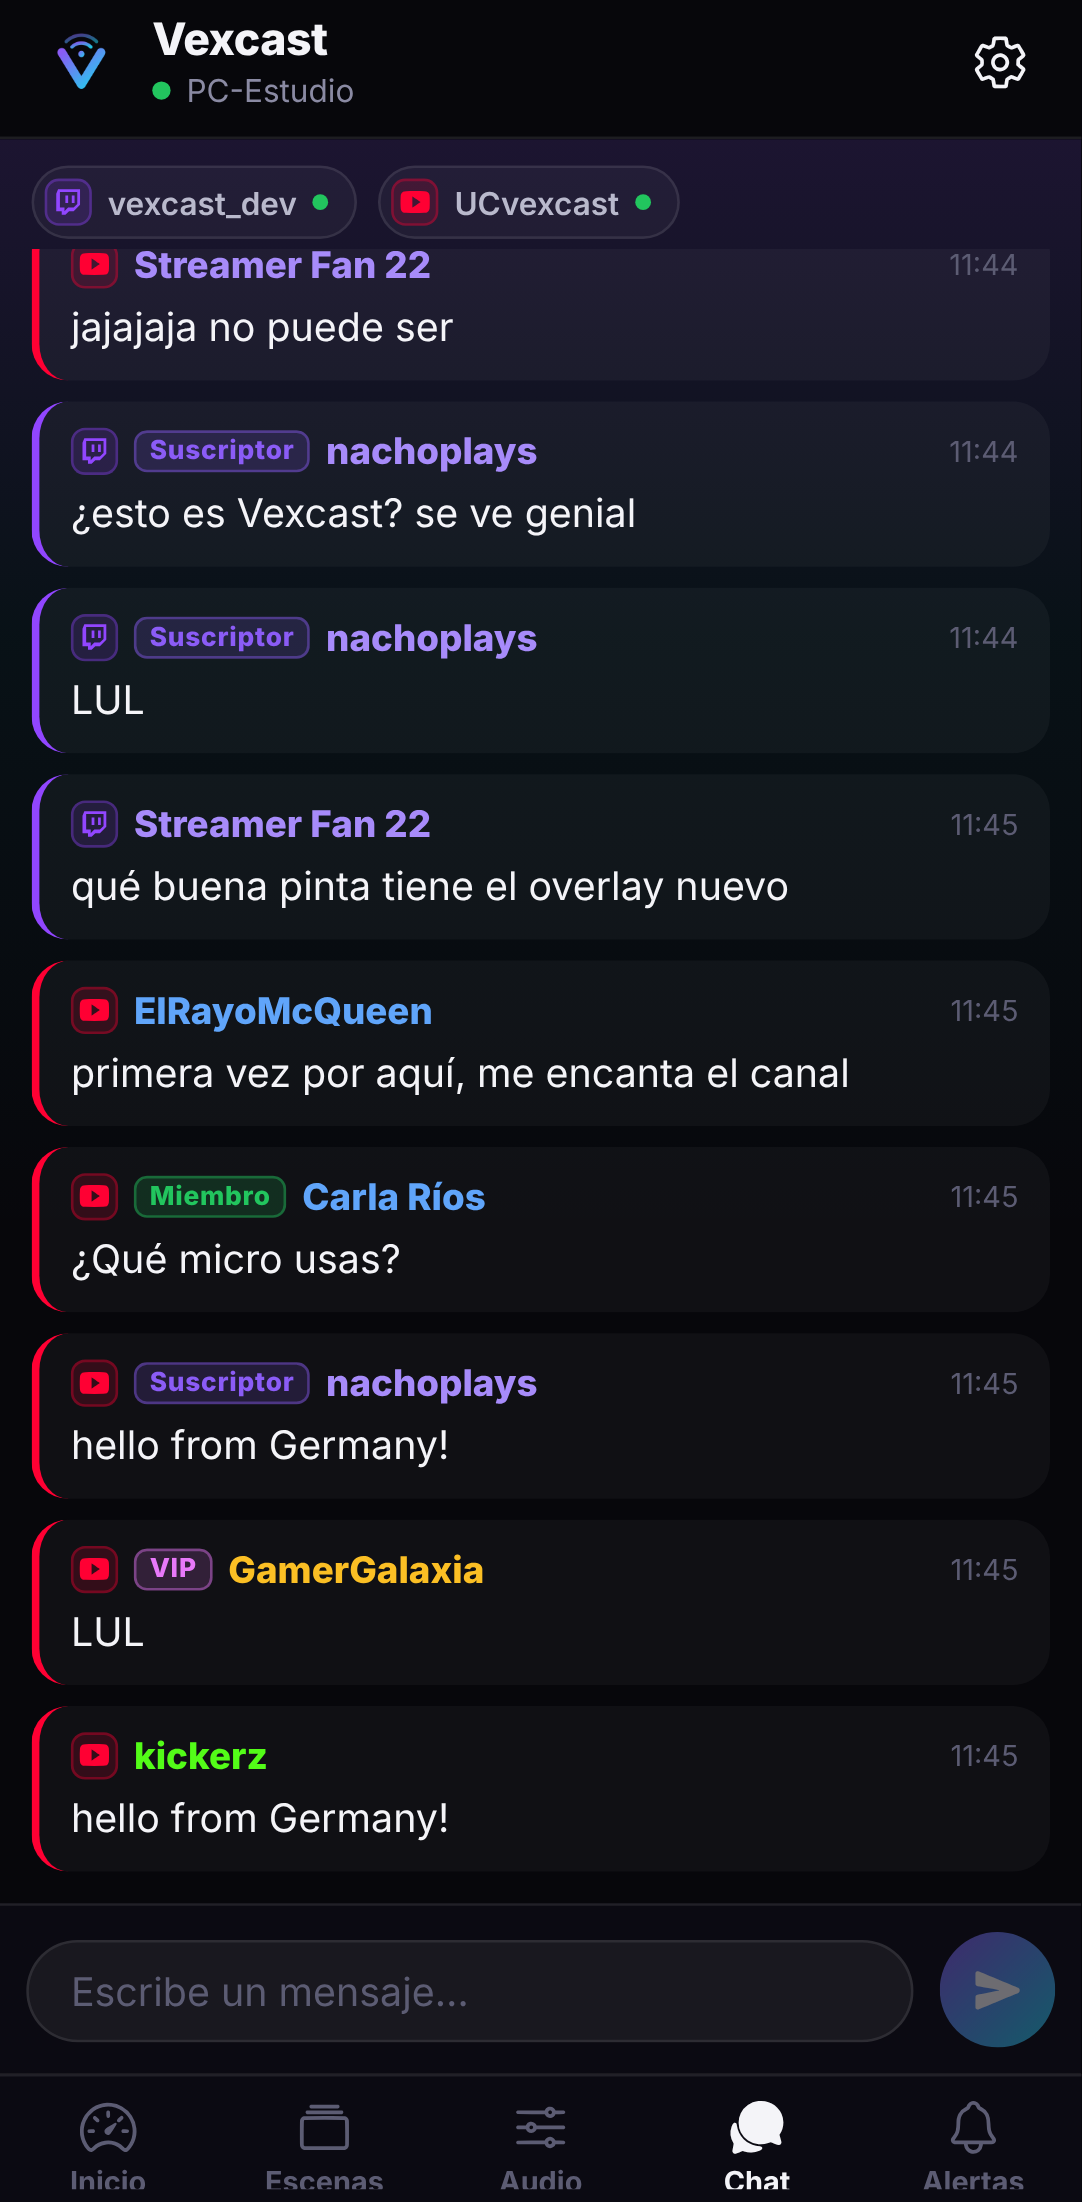 Vexcast
PC-Estudio
vexcast_dev
UCvexcast
Streamer Fan 22 11:44
jajajaja no puede ser
Suscriptor nachoplays 11:44
¿esto es Vexcast? se ve genial
Suscriptor nachoplays 11:44
LUL
Streamer Fan 22 11:45
qué buena pinta tiene el overlay nuevo
ElRayoMcQueen 11:45
primera vez por aquí, me encanta el canal
Miembro Carla Ríos 11:45
¿Qué micro usas?
Suscriptor nachoplays 11:45
hello from Germany!
VIP GamerGalaxia 11:45
LUL
kickerz 11:45
hello from Germany!
Escribe un mensaje...
Inicio Escenas Audio Chat Alertas